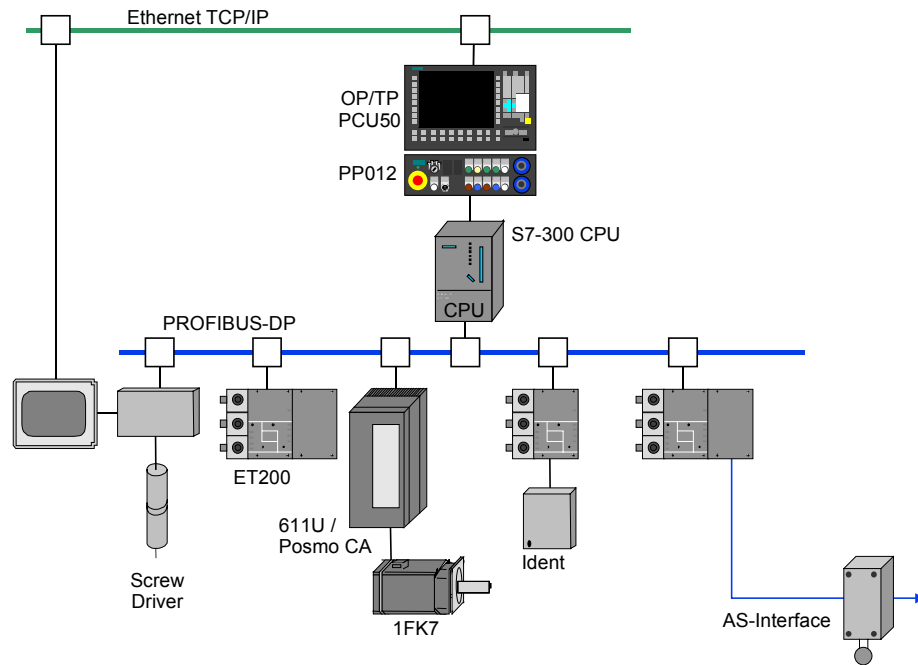 Ethernet TCP/IP
OP/TP
PCU50
PP012
S7-300 CPU
CPU
PROFIBUS-DP
ET200
611U /
Posmo CA
Ident
Screw
Driver
1FK7
AS-Interface